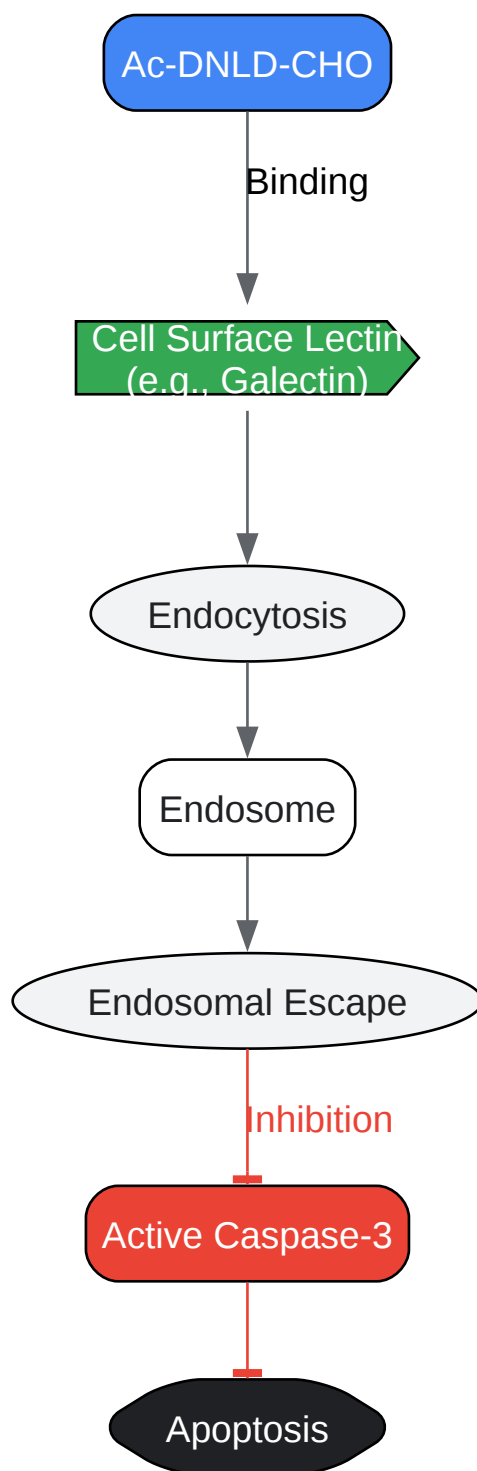 Ac-DNLD-CHO
Binding
Cell Surface Lectin
(e.g., Galectin)
Endocytosis
Endosome
Endosomal Escape
Inhibition
Active Caspase-3
Apoptosis